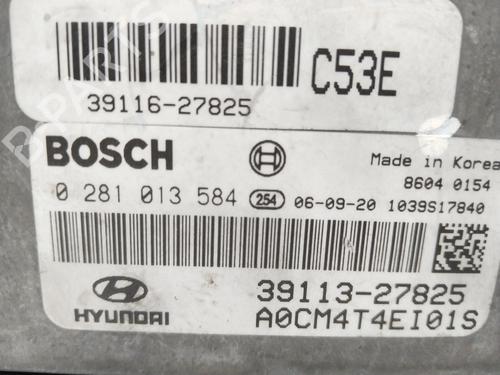 C53E
39116-27825
BOSCH
Made in Korea
8604 0154
0 281 013 584 254 06-09-20 1039S17840
39113-27825
HYUNDAI A0CM4T4EI01S
B-PARTS